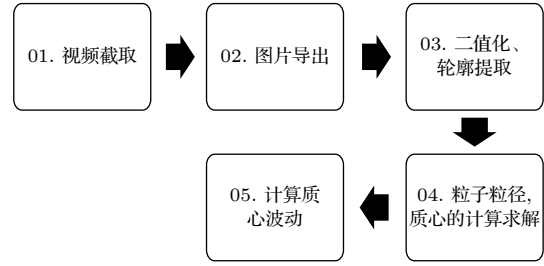 01. 视频截取
02. 图片导出
03. 二值化、
轮廓提取
04. 粒子粒径,
质心的计算求解
05. 计算质
心波动